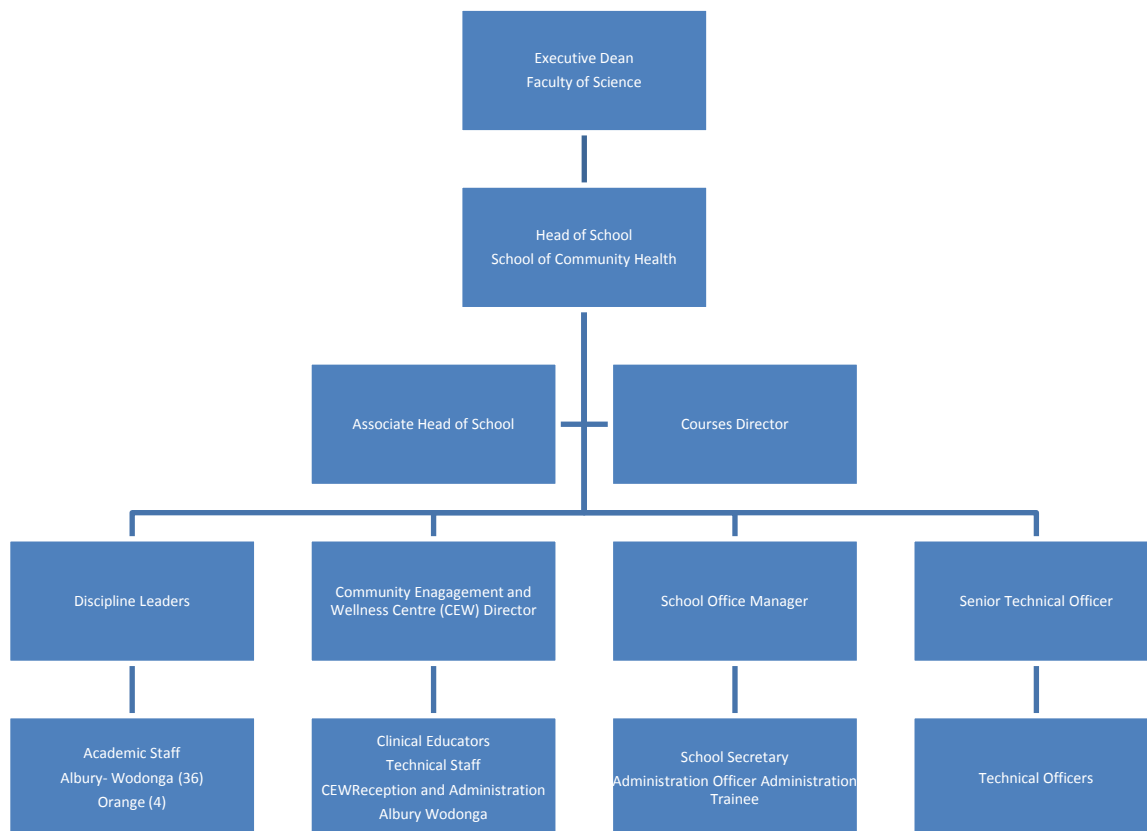 Executive Dean
Faculty of Science
Head of School
School of Community Health
Associate Head of School
Courses Director
Discipline Leaders
Community Enagagement and
Wellness Centre (CEW) Director
School Office Manager
Senior Technical Officer
Academic Staff
Albury- Wodonga (36)
Orange (4)
Clinical Educators
Technical Staff
CEWReception and Administration
Albury Wodonga
School Secretary
Administration Officer Administration
Trainee
Technical Officers